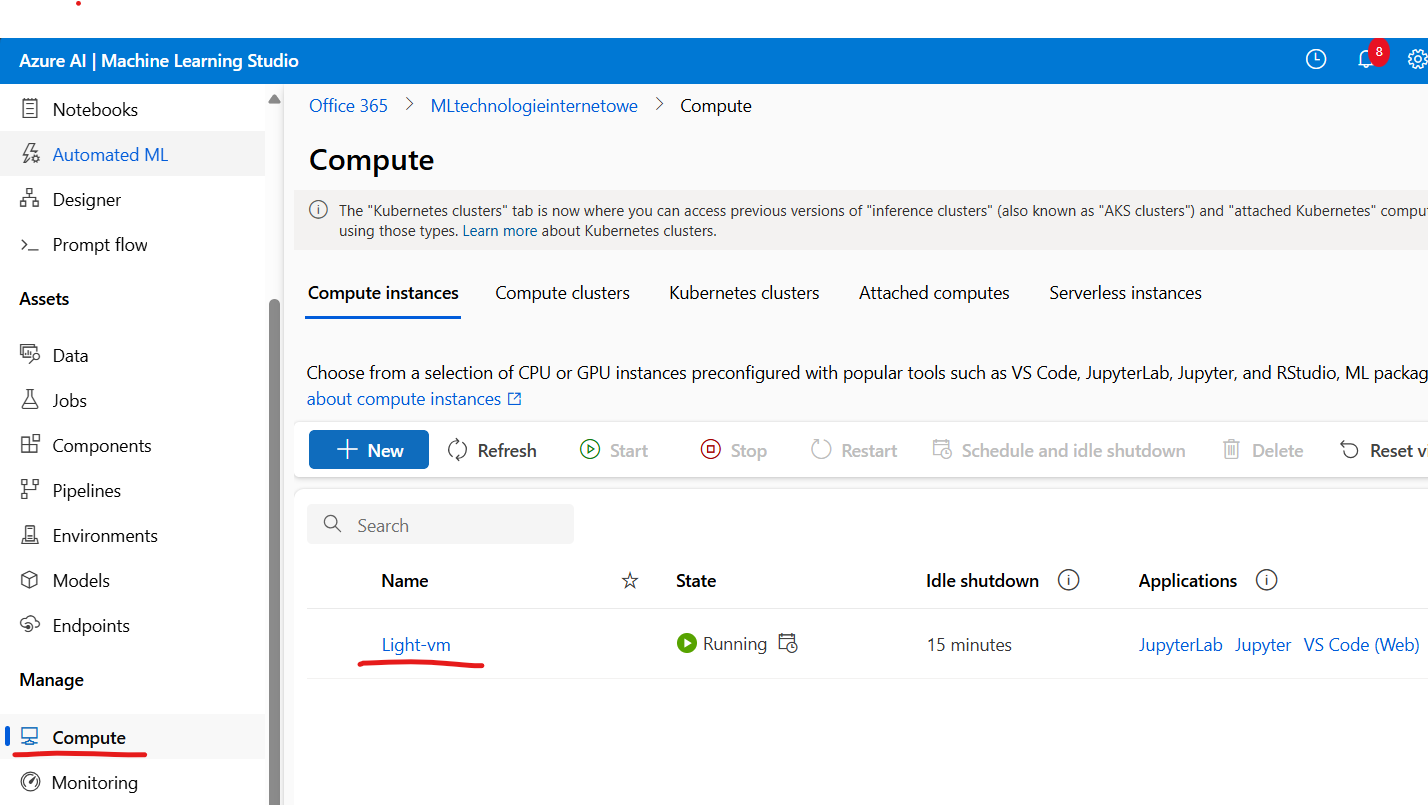 Azure AI | Machine Learning Studio
8
Notebooks
Automated ML
Designer
Prompt flow
Assets
Data
Jobs
Components
Pipelines
Environments
Models
Endpoints
Manage
Compute
Monitoring
Office 365 > MLtechnologieinternetowe > Compute
Compute
The "Kubernetes clusters" tab is now where you can access previous versions of "inference clusters" (also known as "AKS clusters") and "attached Kubernetes" compu
using those types. Learn more about Kubernetes clusters.
Compute instances Compute clusters Kubernetes clusters Attached computes Serverless instances
Choose from a selection of CPU or GPU instances preconfigured with popular tools such as VS Code, JupyterLab, Jupyter, and RStudio, ML packag
about compute instances
New Refresh Start Stop Restart Schedule and idle shutdown Delete Reset v
Search
Name State Idle shutdown Applications
Light-vm Running 15 minutes JupyterLab Jupyter VS Code (Web)